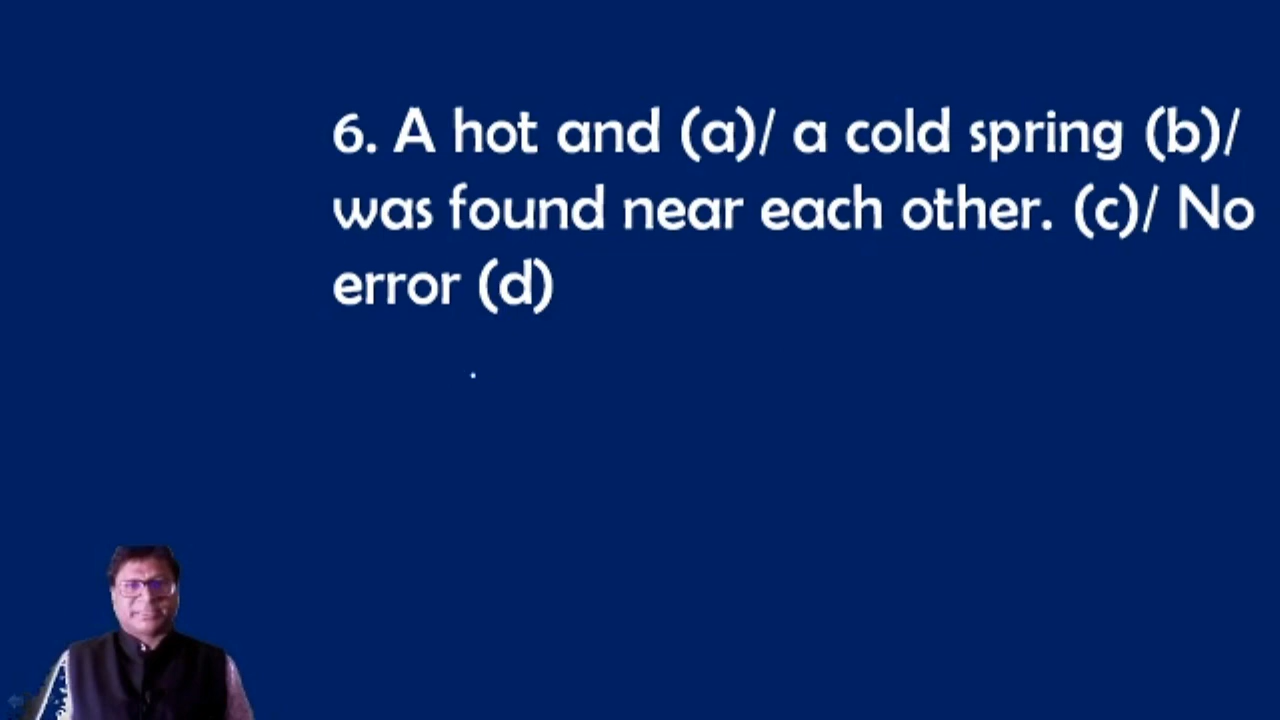 6. A hot and (a)/ a cold spring (b)/
was found near each other. (c)/ No
error (d)